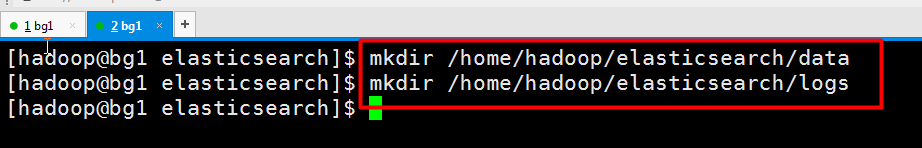 1 bg1 × 2 bg1 × +
[hadoop@bg1 elasticsearch]$ mkdir /home/hadoop/elasticsearch/data
[hadoop@bg1 elasticsearch]$ mkdir /home/hadoop/elasticsearch/logs
[hadoop@bg1 elasticsearch]$